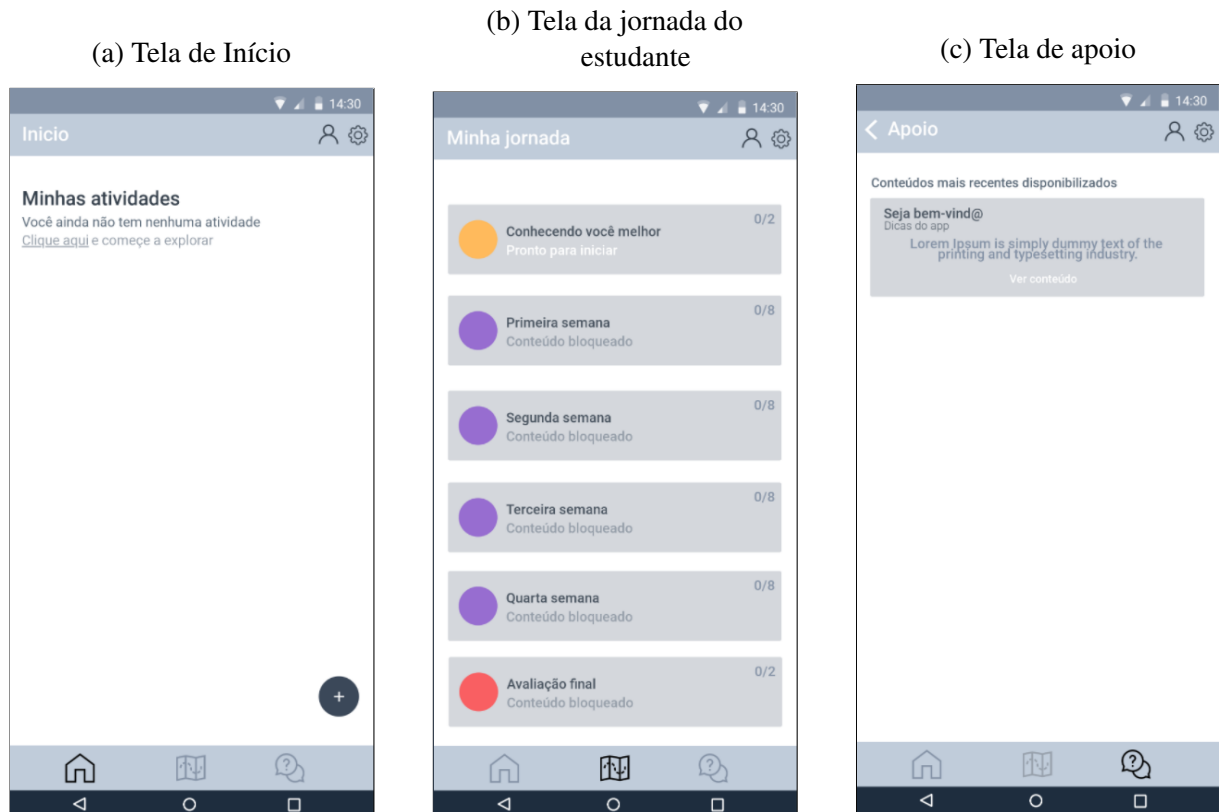 (a) Tela de Início
14:30
Inicio
Minhas atividades
Você ainda não tem nenhuma atividade
Clique aqui e começe a explorar
+
(b) Tela da jornada do
estudante
14:30
Minha jornada
0/2
Conhecendo você melhor
Pronto para iniciar
0/8
Primeira semana
Conteúdo bloqueado
0/8
Segunda semana
Conteúdo bloqueado
0/8
Terceira semana
Conteúdo bloqueado
0/8
Quarta semana
Conteúdo bloqueado
0/2
Avaliação final
Conteúdo bloqueado
(c) Tela de apoio
14:30
Apoio
Conteúdos mais recentes disponibilizados
Seja bem-vind@
Dicas do app
Lorem Ipsum is simply dummy text of the
printing and typesetting industry.
Ver conteúdo